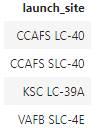 launch_site
CCAFS LC-40
CCAFS SLC-40
KSC LC-39A
VAFB SLC-4E